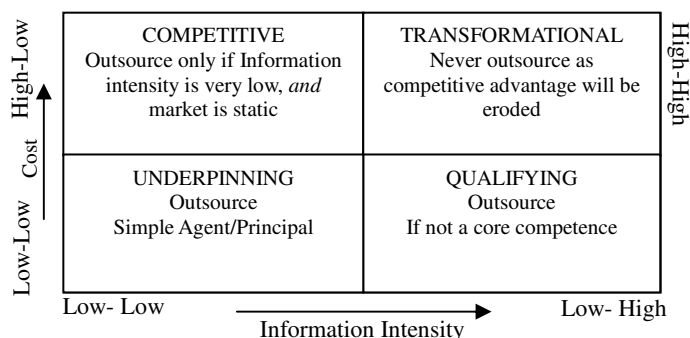 High-Low
Cost
Low-Low
COMPETITIVE
Outsource only if Information
intensity is very low, and
market is static
TRANSFORMATIONAL
Never outsource as
competitive advantage will be
eroded
High-High
UNDERPINNING
Outsource
Simple Agent/Principal
QUALIFYING
Outsource
If not a core competence
Low- Low
Low- High
Information Intensity